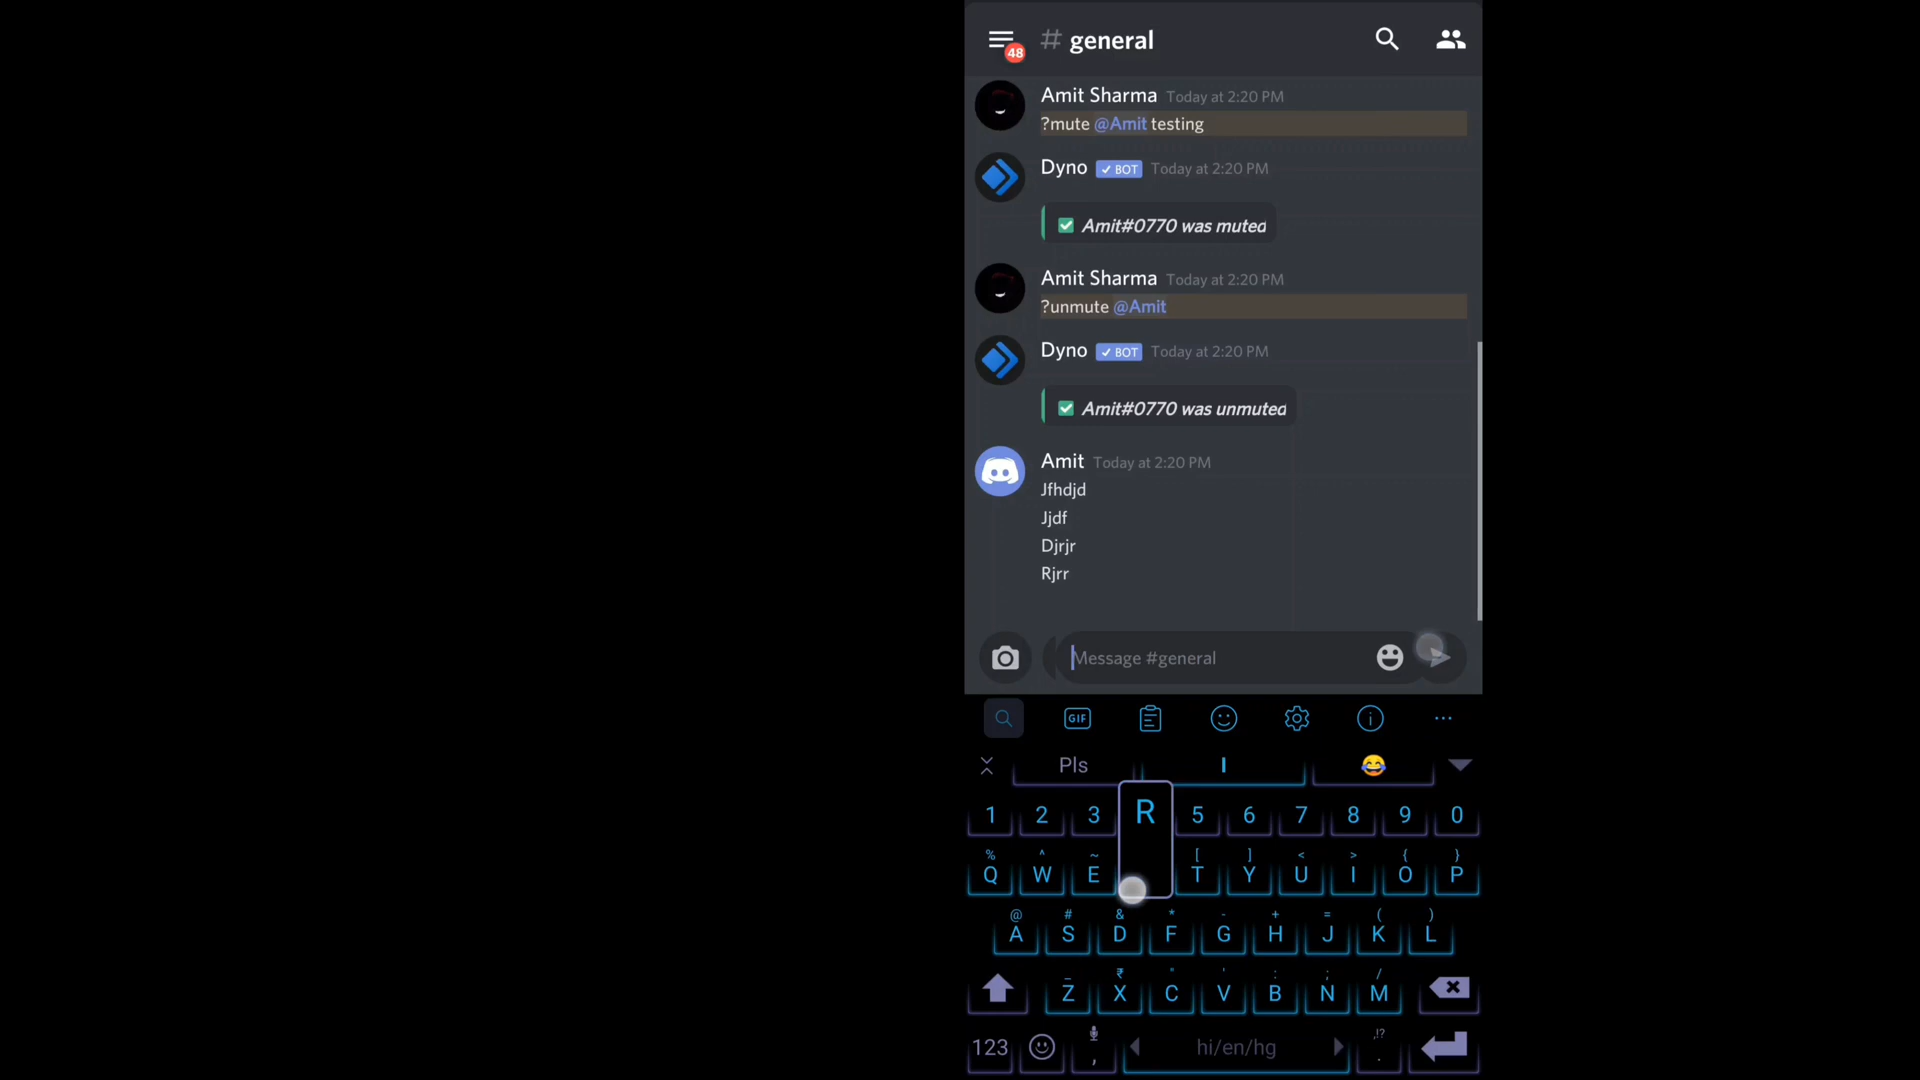 48 # general
Amit Sharma Today at 2:20 PM
?mute @Amit testing
Dyno ✓ BOT Today at 2:20 PM
✅ Amit#0770 was muted
Amit Sharma Today at 2:20 PM
?unmute @Amit
Dyno ✓ BOT Today at 2:20 PM
✅ Amit#0770 was unmuted
Amit Today at 2:20 PM
Jfhdjd
Jjdf
Djrjr
Rjrr
Message #general
GIF
Pls I 😂
1 2 3 R 5 6 7 8 9 0
% ^ ~ [ ] < > { }
Q W E T Y U I O P
@ # & * - + = ( )
A S D F G H J K L
_ ₹ " ' : ; /
Z X C V B N M
,!?
123 , hi/en/hg .